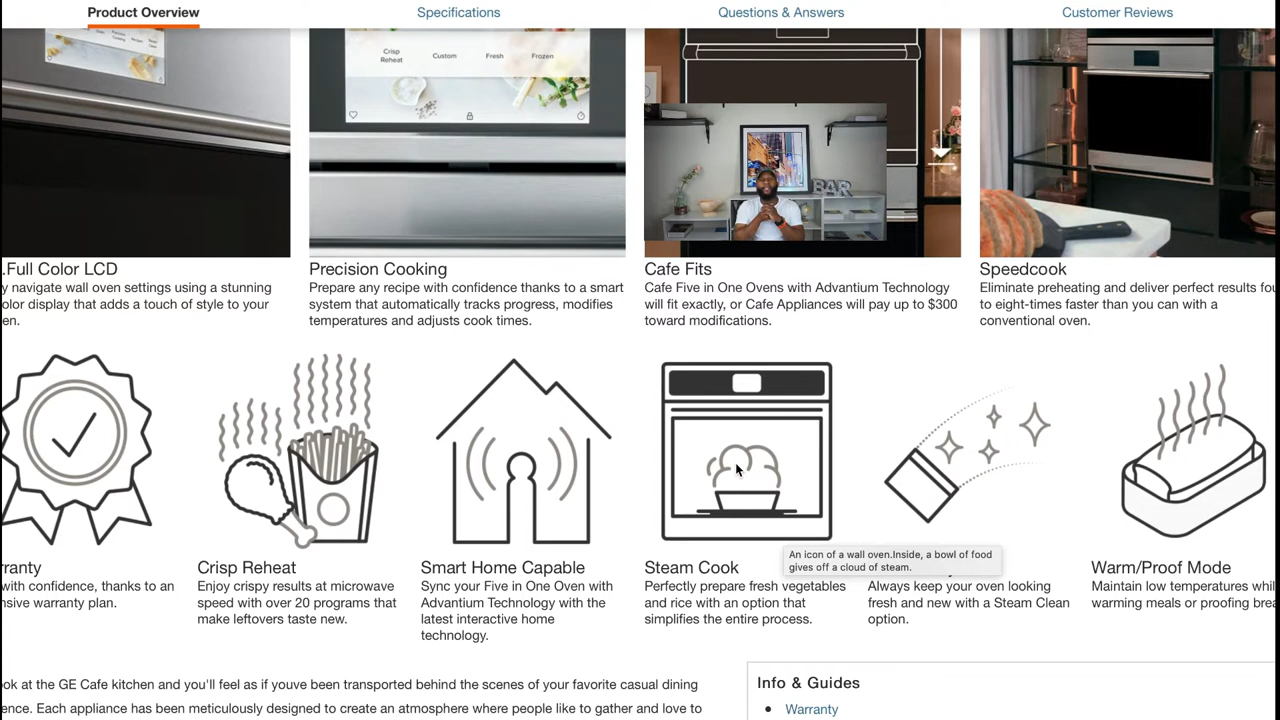 Product Overview
Specifications
Questions & Answers
Customer Reviews
Crisp
Reheat
Custom
Fresh
Frozen
BAR
.Full Color LCD
y navigate wall oven settings using a stunning
olor display that adds a touch of style to your
en.
Precision Cooking
Prepare any recipe with confidence thanks to a smart
system that automatically tracks progress, modifies
temperatures and adjusts cook times.
Cafe Fits
Cafe Five in One Ovens with Advantium Technology
will fit exactly, or Cafe Appliances will pay up to $300
toward modifications.
Speedcook
Eliminate preheating and deliver perfect results fou
to eight-times faster than you can with a
conventional oven.
rranty
with confidence, thanks to an
nsive warranty plan.
Crisp Reheat
Enjoy crispy results at microwave
speed with over 20 programs that
make leftovers taste new.
Smart Home Capable
Sync your Five in One Oven with
Advantium Technology with the
latest interactive home
technology.
Steam Cook
Perfectly prepare fresh vegetables
and rice with an option that
simplifies the entire process.
An icon of a wall oven.Inside, a bowl of food
gives off a cloud of steam.
Always keep your oven looking
fresh and new with a Steam Clean
option.
Warm/Proof Mode
Maintain low temperatures whil
warming meals or proofing brea
ok at the GE Cafe kitchen and you'll feel as if youve been transported behind the scenes of your favorite casual dining
ence. Each appliance has been meticulously designed to create an atmosphere where people like to gather and love to
Info & Guides
Warranty